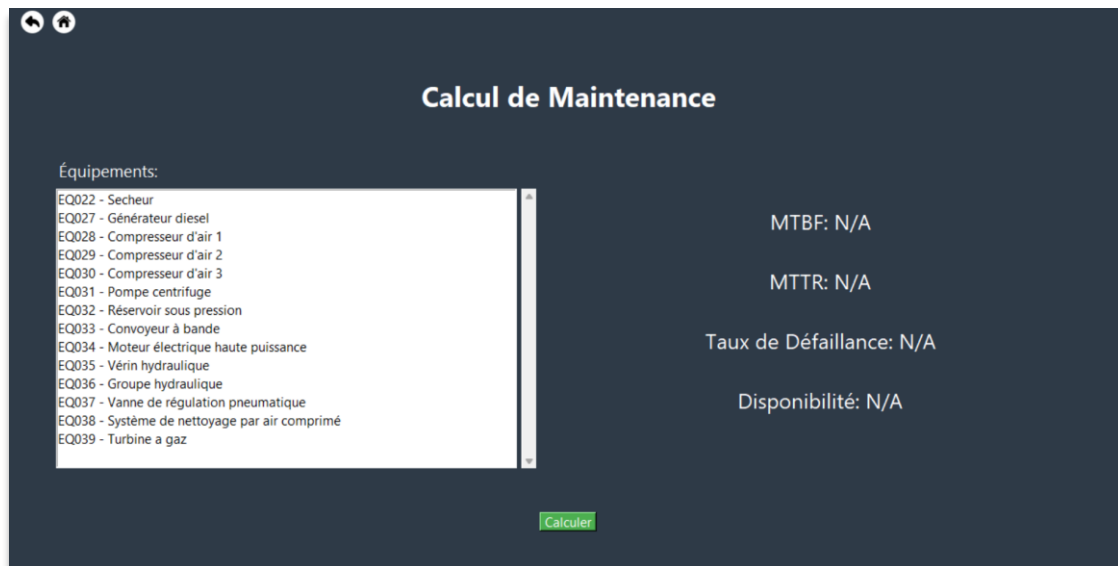 Calcul de Maintenance
Équipements:
EQ022 - Secheur
EQ027 - Générateur diesel
EQ028 - Compresseur d'air 1
EQ029 - Compresseur d'air 2
EQ030 - Compresseur d'air 3
EQ031 - Pompe centrifuge
EQ032 - Réservoir sous pression
EQ033 - Convoyeur à bande
EQ034 - Moteur électrique haute puissance
EQ035 - Vérin hydraulique
EQ036 - Groupe hydraulique
EQ037 - Vanne de régulation pneumatique
EQ038 - Système de nettoyage par air comprimé
EQ039 - Turbine a gaz
MTBF: N/A
MTTR: N/A
Taux de Défaillance: N/A
Disponibilité: N/A
Calculer